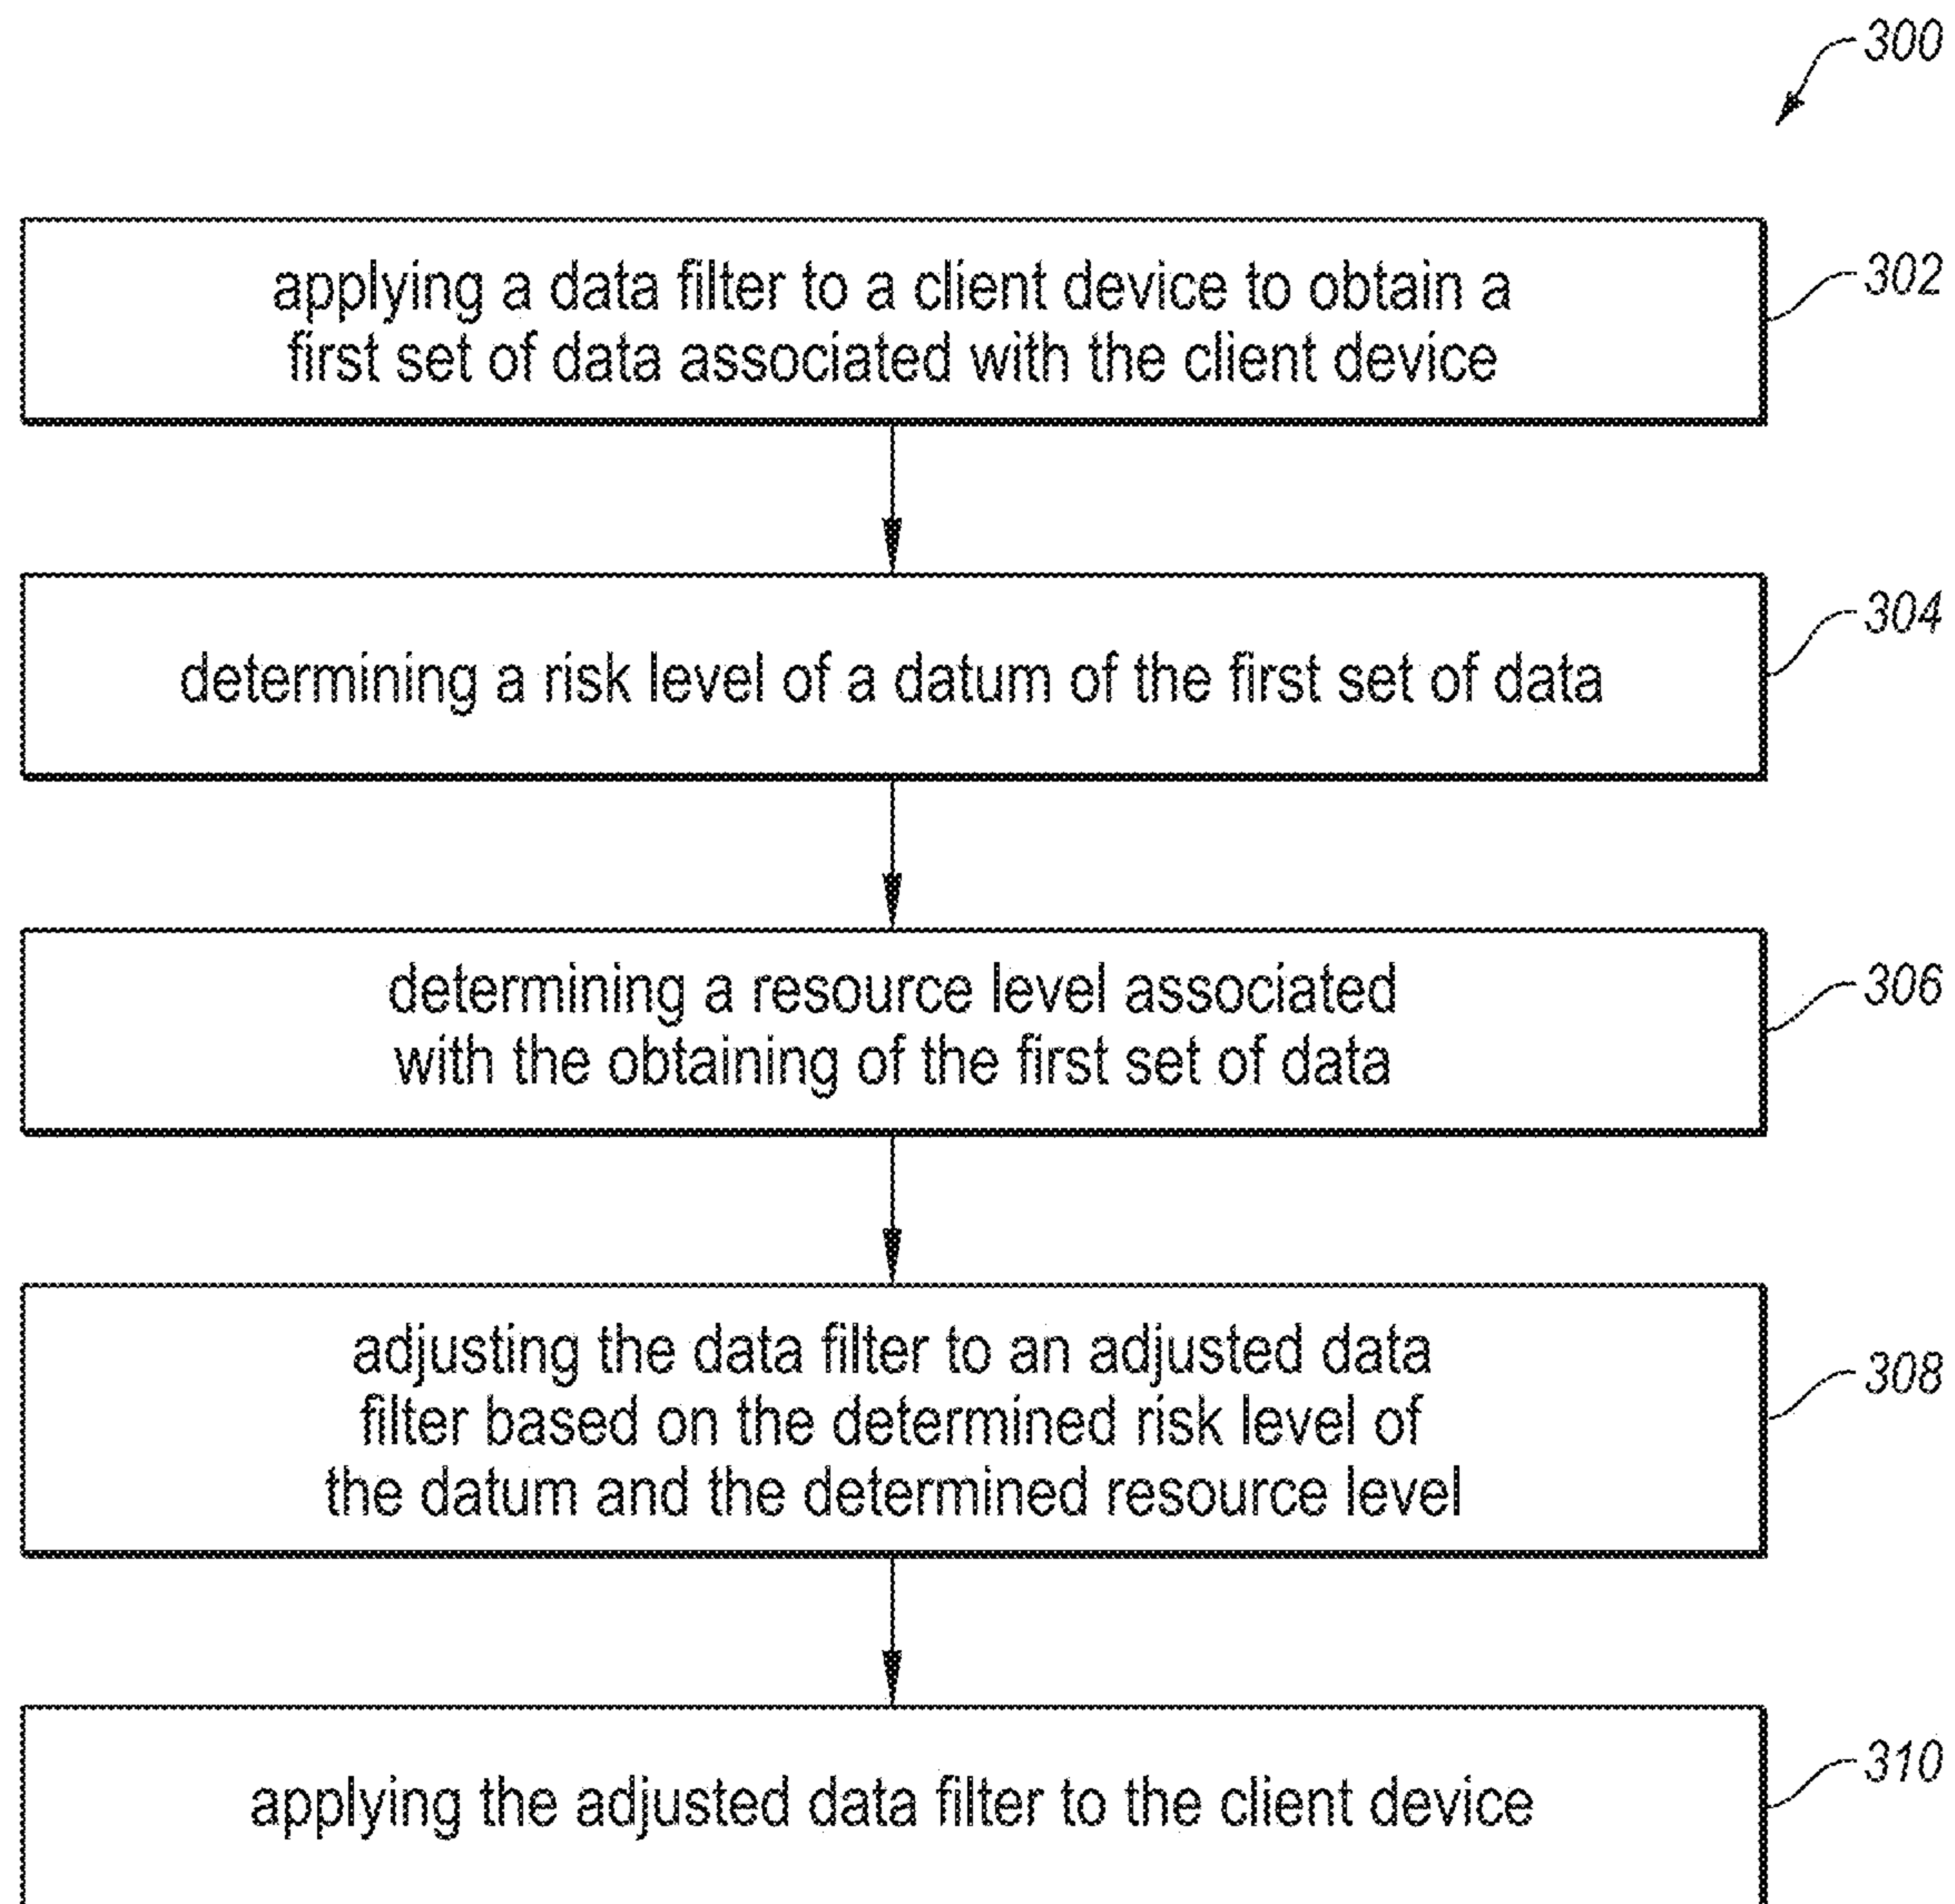 300
applying a data filter to a client device to obtain a
first set of data associated with the client device
302
determining a risk level of a datum of the first set of data
304
determining a resource level associated
with the obtaining of the first set of data
306
adjusting the data filter to an adjusted data
filter based on the determined risk level of
the datum and the determined resource level
308
applying the adjusted data filter to the client device
310